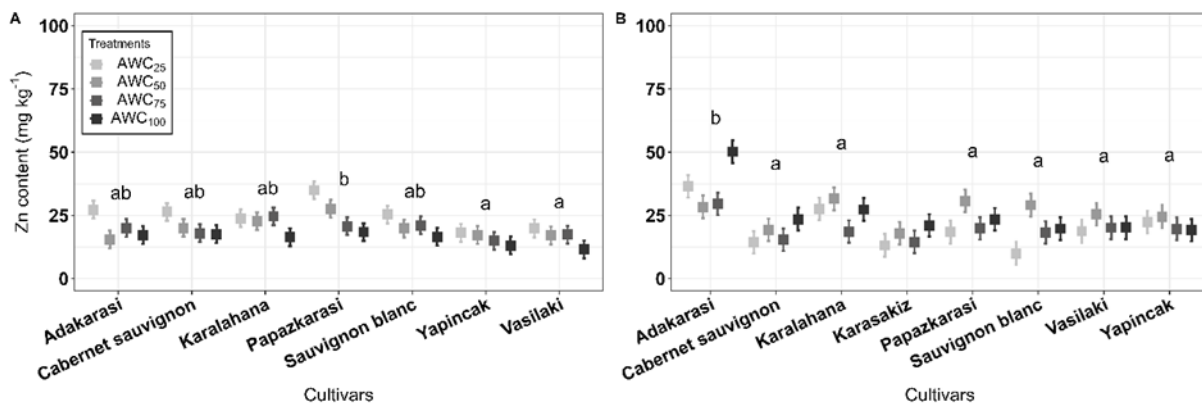 A
100
75
50
25
0
Zn content (mg kg⁻¹)
Treatments
AWC₂₅
AWC₅₀
AWC₇₅
AWC₁₀₀
ab ab ab b ab a a
Adakarasi Cabernet sauvignon Karalahana Papazkarasi Sauvignon blanc Yapincak Vasilaki
Cultivars
B
100
75
50
25
0
b a a a a a a
Adakarasi Cabernet sauvignon Karalahana Karasakiz Papazkarasi Sauvignon blanc Vasilaki Yapincak
Cultivars